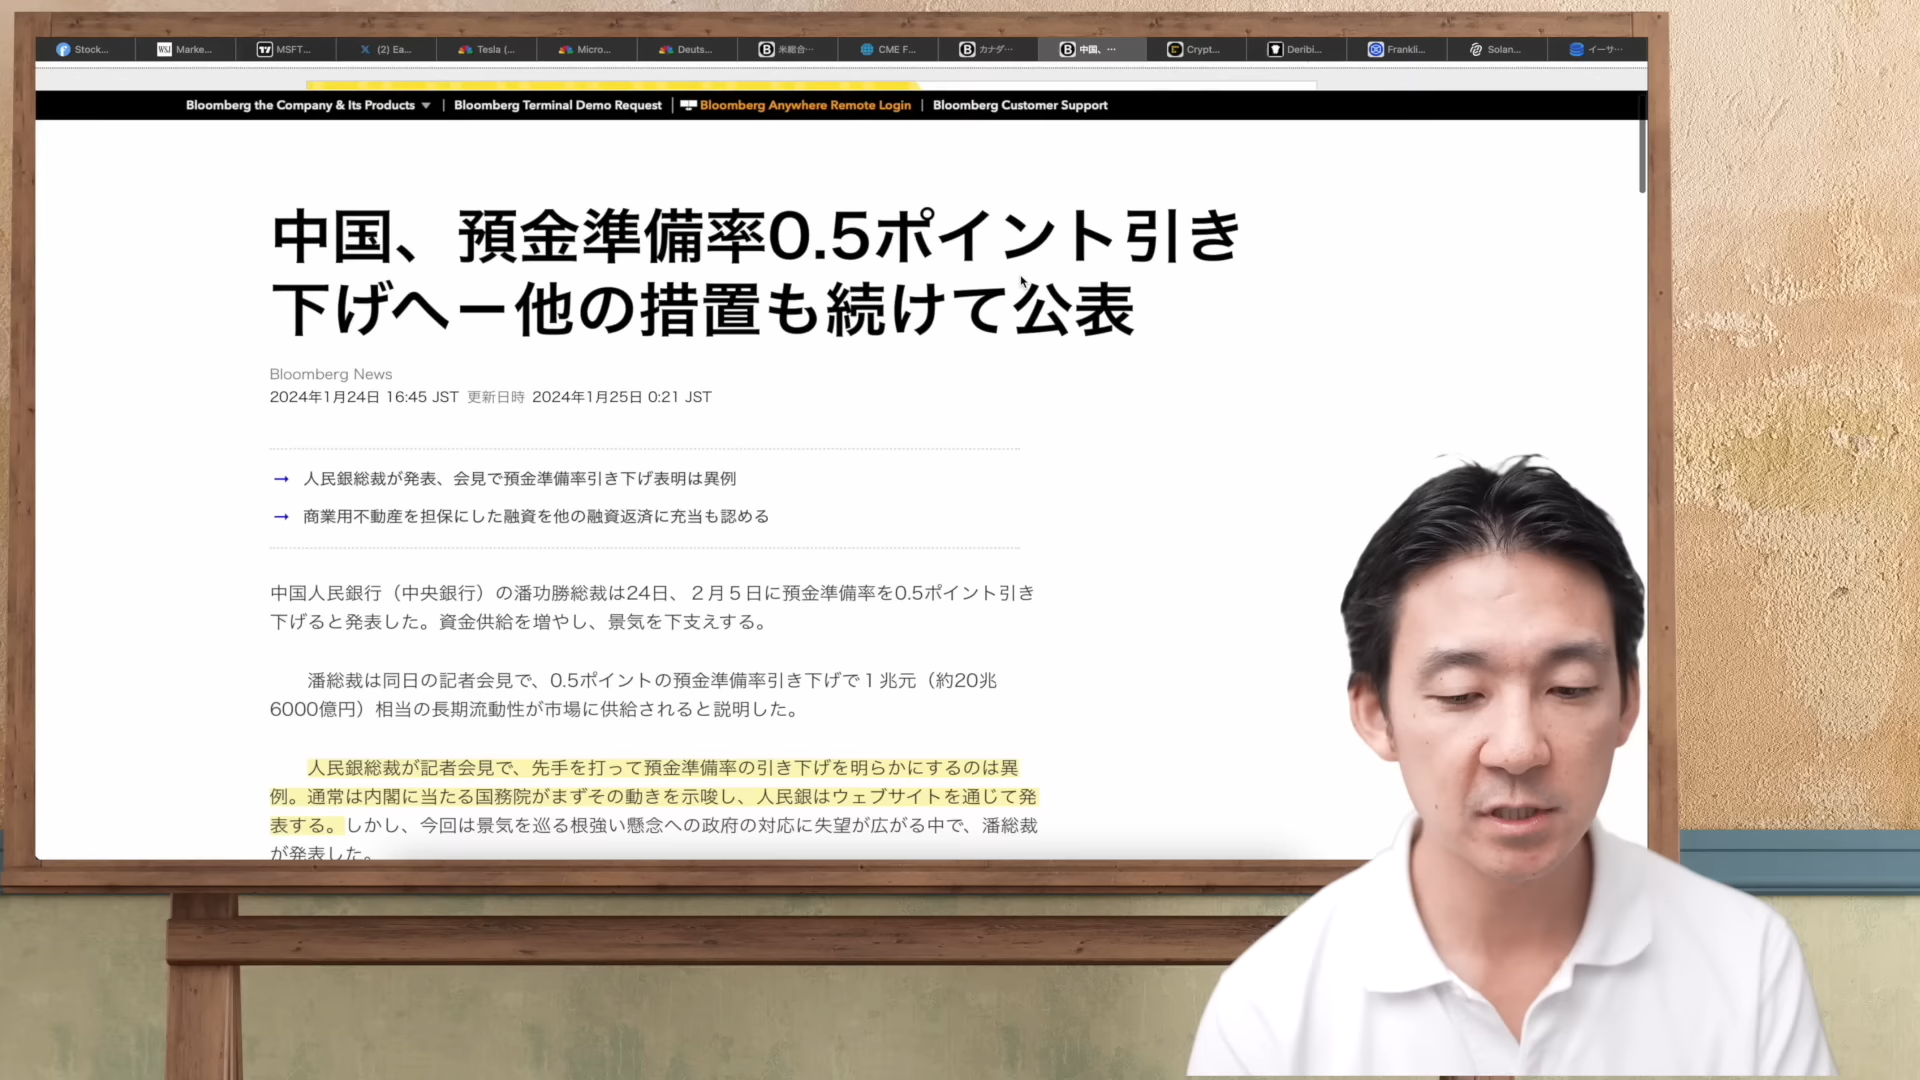 Stock...
WSJ Marke...
MSFT...
(2) Ea...
Tesla (...
Micro...
Deuts...
B 米総合…
CME F...
B カナダ…
B 中国、 …
Crypt...
Deribi...
Frankli...
Solan...
イーサ…
Bloomberg the Company & Its Products ▼ | Bloomberg Terminal Demo Request | Bloomberg Anywhere Remote Login | Bloomberg Customer Support
中国、預金準備率0.5ポイント引き
下げへ－他の措置も続けて公表
Bloomberg News
2024年1月24日 16:45 JST 更新日時 2024年1月25日 0:21 JST
→ 人民銀総裁が発表、会見で預金準備率引き下げ表明は異例
→ 商業用不動産を担保にした融資を他の融資返済に充当も認める
中国人民銀行（中央銀行）の潘功勝総裁は24日、２月５日に預金準備率を0.5ポイント引き
下げると発表した。資金供給を増やし、景気を下支えする。
潘総裁は同日の記者会見で、0.5ポイントの預金準備率引き下げで１兆元（約20兆
6000億円）相当の長期流動性が市場に供給されると説明した。
人民銀総裁が記者会見で、先手を打って預金準備率の引き下げを明らかにするのは異
例。通常は内閣に当たる国務院がまずその動きを示唆し、人民銀はウェブサイトを通じて発
表する。しかし、今回は景気を巡る根強い懸念への政府の対応に失望が広がる中で、潘総裁
が発表した。